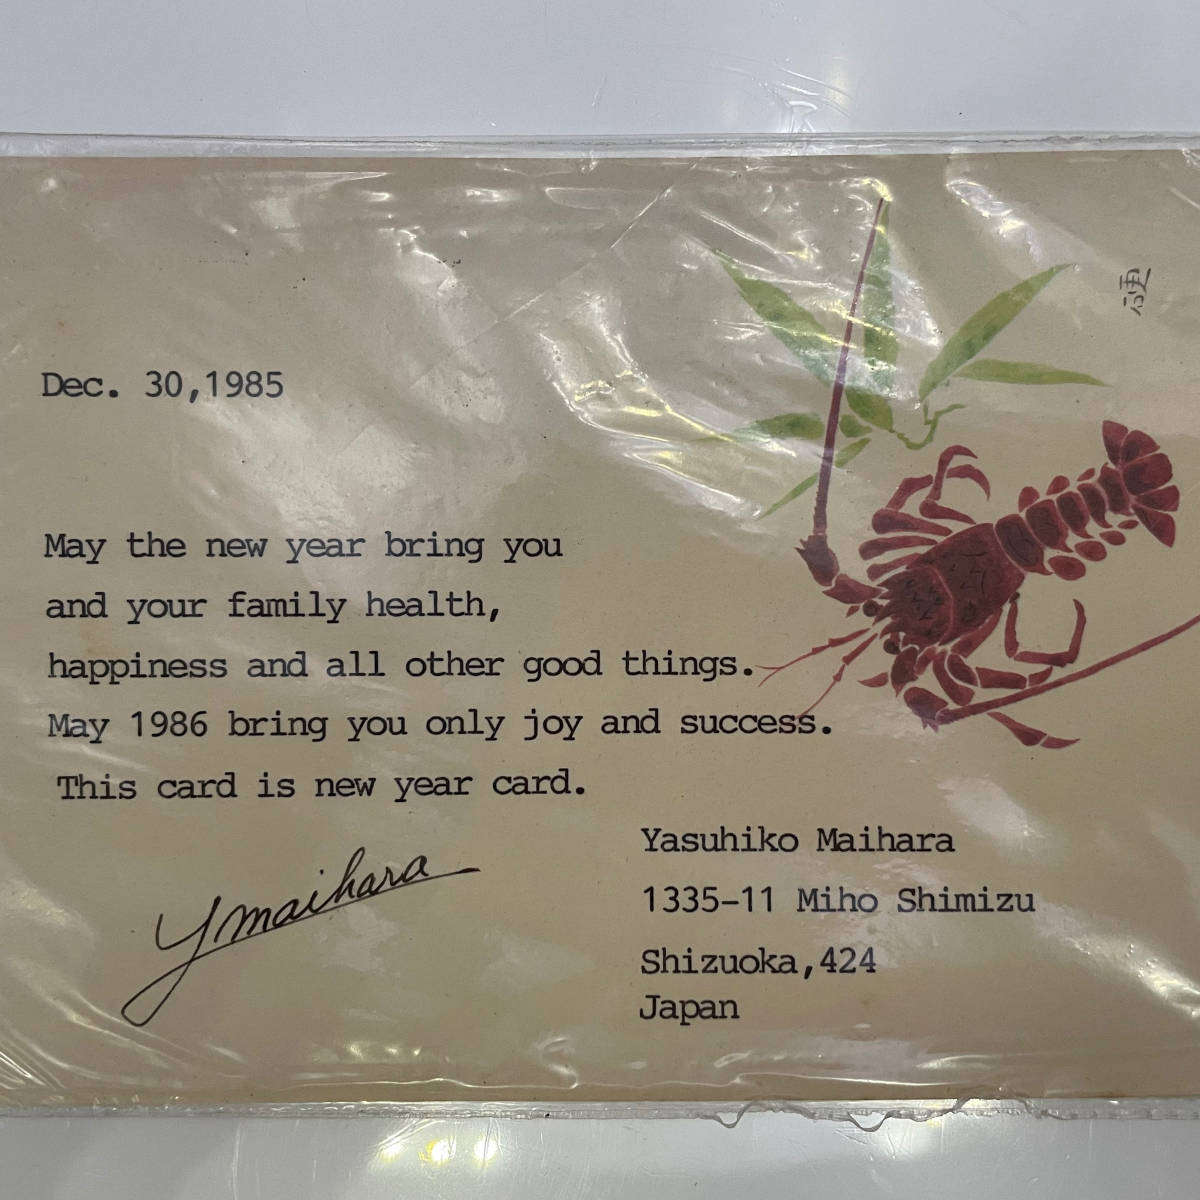 Dec. 30,1985
May the new year bring you
and your family health,
happiness and all other good things.
May 1986 bring you only joy and success.
This card is new year card.
Ymaihara
Yasuhiko Maihara
1335-11 Miho Shimizu
Shizuoka,424
Japan